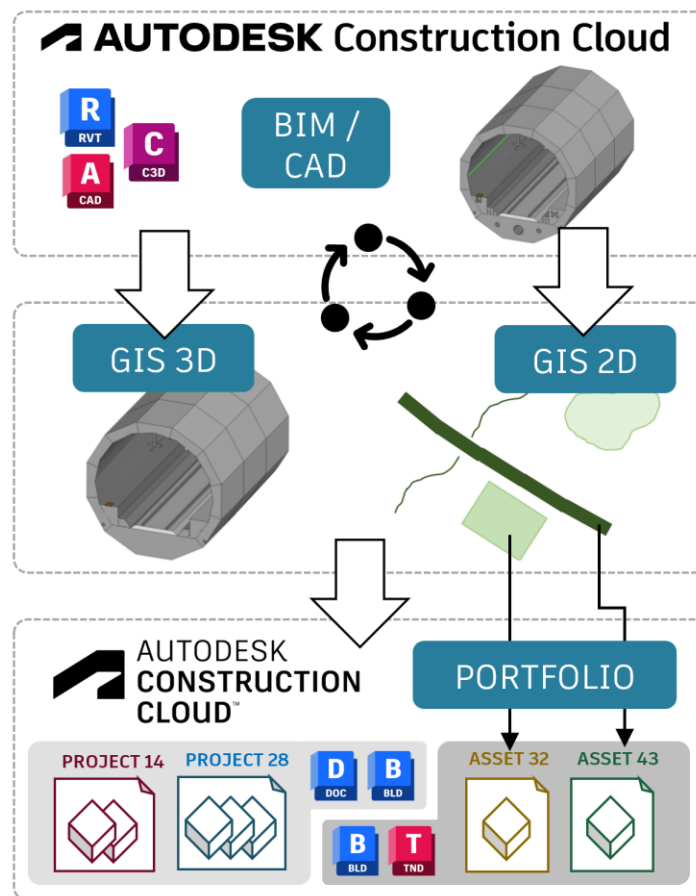 AUTODESK Construction Cloud
R
RVT
C
C3D
A
CAD
BIM /
CAD
GIS 3D
GIS 2D
AUTODESK
CONSTRUCTION
CLOUD™
PORTFOLIO
PROJECT 14
PROJECT 28
D
DOC
B
BLD
ASSET 32
ASSET 43
B
BLD
T
TND